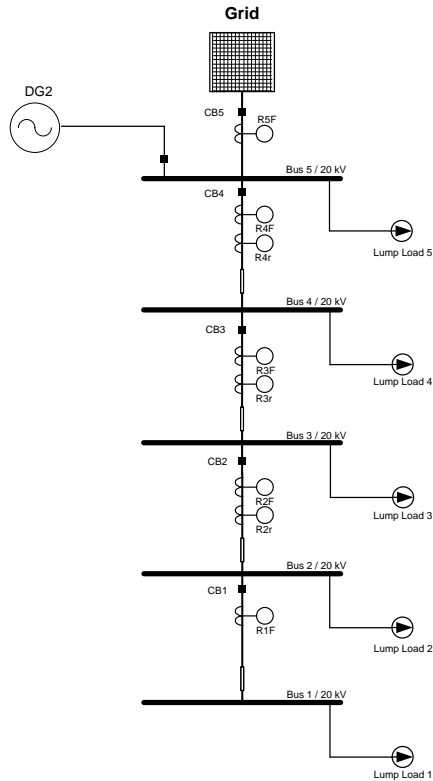 Grid
DG2
CB5
R5F
Bus 5 / 20 kV
CB4
R4F
R4r
Lump Load 5
Bus 4 / 20 kV
CB3
R3F
R3r
Lump Load 4
Bus 3 / 20 kV
CB2
R2F
R2r
Lump Load 3
Bus 2 / 20 kV
CB1
R1F
Lump Load 2
Bus 1 / 20 kV
Lump Load 1